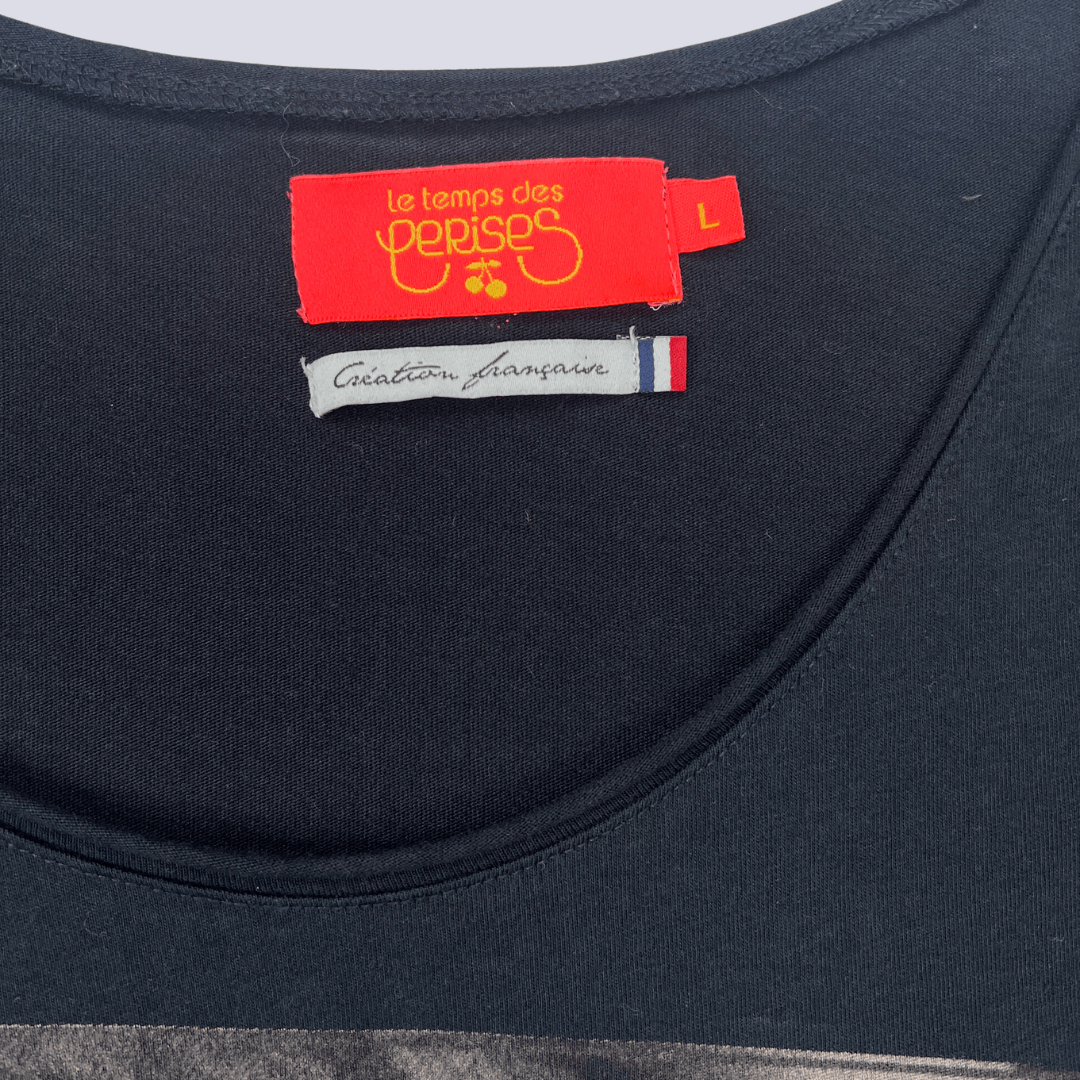 Le temps des
cerises
L
Création française